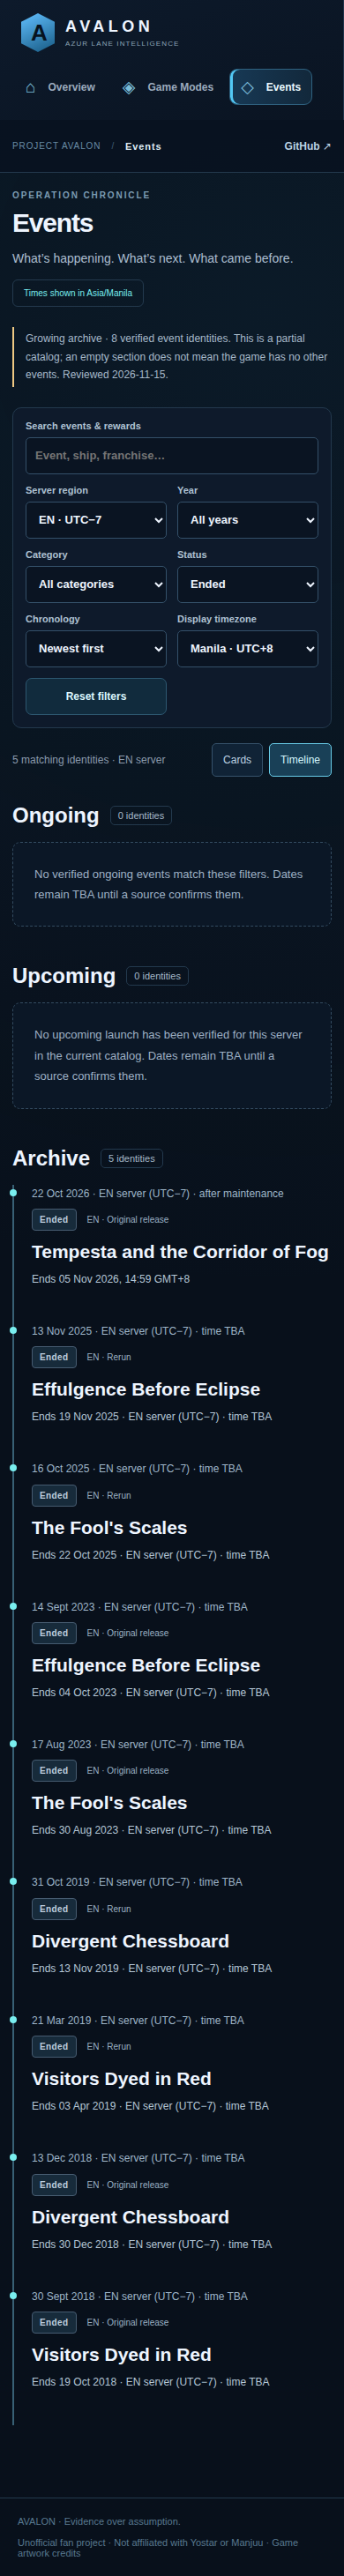 AVALON
AZUR LANE INTELLIGENCE
Overview
Game Modes
Events
PROJECT AVALON / Events
GitHub ↗
OPERATION CHRONICLE
Events
What's happening. What's next. What came before.
Times shown in Asia/Manila
Growing archive · 8 verified event identities. This is a partial
catalog; an empty section does not mean the game has no other
events. Reviewed 2026-11-15.
Search events & rewards
Event, ship, franchise…
Server region
Year
EN · UTC−7
All years
Category
Status
All categories
Ended
Chronology
Display timezone
Newest first
Manila · UTC+8
Reset filters
5 matching identities · EN server
Cards
Timeline
Ongoing
0 identities
No verified ongoing events match these filters. Dates
remain TBA until a source confirms them.
Upcoming
0 identities
No upcoming launch has been verified for this server
in the current catalog. Dates remain TBA until a
source confirms them.
Archive
5 identities
22 Oct 2026 · EN server (UTC−7) · after maintenance
Ended
EN · Original release
Tempesta and the Corridor of Fog
Ends 05 Nov 2026, 14:59 GMT+8
13 Nov 2025 · EN server (UTC−7) · time TBA
Ended
EN · Rerun
Effulgence Before Eclipse
Ends 19 Nov 2025 · EN server (UTC−7) · time TBA
16 Oct 2025 · EN server (UTC−7) · time TBA
Ended
EN · Rerun
The Fool's Scales
Ends 22 Oct 2025 · EN server (UTC−7) · time TBA
14 Sept 2023 · EN server (UTC−7) · time TBA
Ended
EN · Original release
Effulgence Before Eclipse
Ends 04 Oct 2023 · EN server (UTC−7) · time TBA
17 Aug 2023 · EN server (UTC−7) · time TBA
Ended
EN · Original release
The Fool's Scales
Ends 30 Aug 2023 · EN server (UTC−7) · time TBA
31 Oct 2019 · EN server (UTC−7) · time TBA
Ended
EN · Rerun
Divergent Chessboard
Ends 13 Nov 2019 · EN server (UTC−7) · time TBA
21 Mar 2019 · EN server (UTC−7) · time TBA
Ended
EN · Rerun
Visitors Dyed in Red
Ends 03 Apr 2019 · EN server (UTC−7) · time TBA
13 Dec 2018 · EN server (UTC−7) · time TBA
Ended
EN · Original release
Divergent Chessboard
Ends 30 Dec 2018 · EN server (UTC−7) · time TBA
30 Sept 2018 · EN server (UTC−7) · time TBA
Ended
EN · Original release
Visitors Dyed in Red
Ends 19 Oct 2018 · EN server (UTC−7) · time TBA
AVALON · Evidence over assumption.
Unofficial fan project · Not affiliated with Yostar or Manjuu · Game
artwork credits